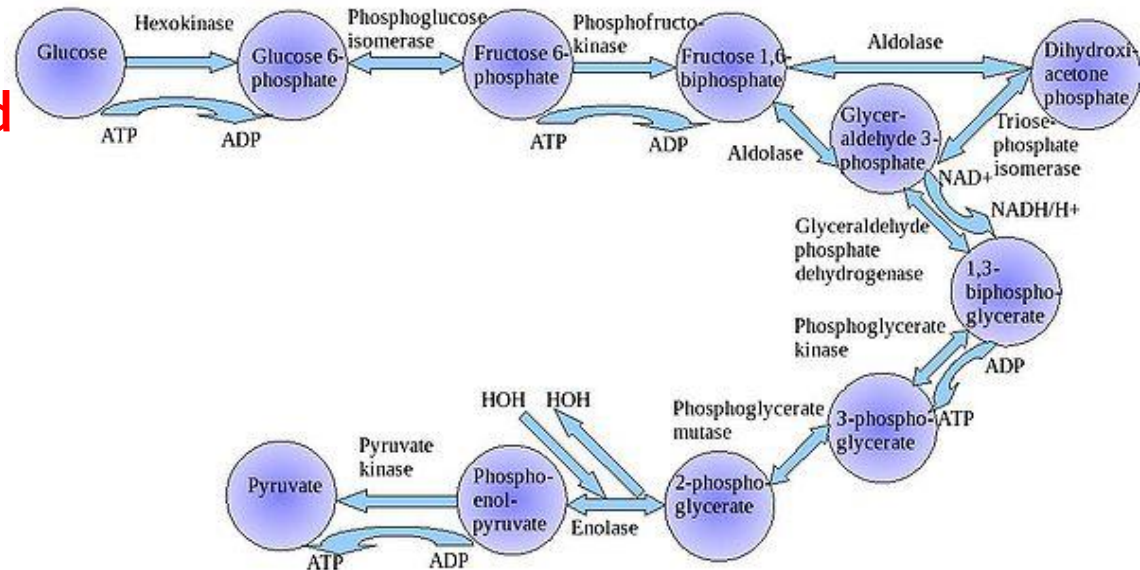 Glucose
Hexokinase
Glucose 6-
phosphate
Phosphoglucose
isomerase
Fructose 6-
phosphate
Phosphofructo-
kinase
Fructose 1,6-
biphosphate
Aldolase
Dihydroxi-
acetone
phosphate
d
ATP
ADP
ATP
ADP
Aldolase
Glycer-
aldehyde 3-
phosphate
Triose-
phosphate
isomerase
NAD+
NADH/H+
Glyceraldehyde
phosphate
dehydrogenase
1,3-
biphospho-
glycerate
Phosphoglycerate
kinase
ADP
ATP
3-phospho-
glycerate
Phosphoglycerate
mutase
2-phospho-
glycerate
HOH
HOH
Enolase
Phospho-
enol-
pyruvate
Pyruvate
kinase
Pyruvate
ATP
ADP